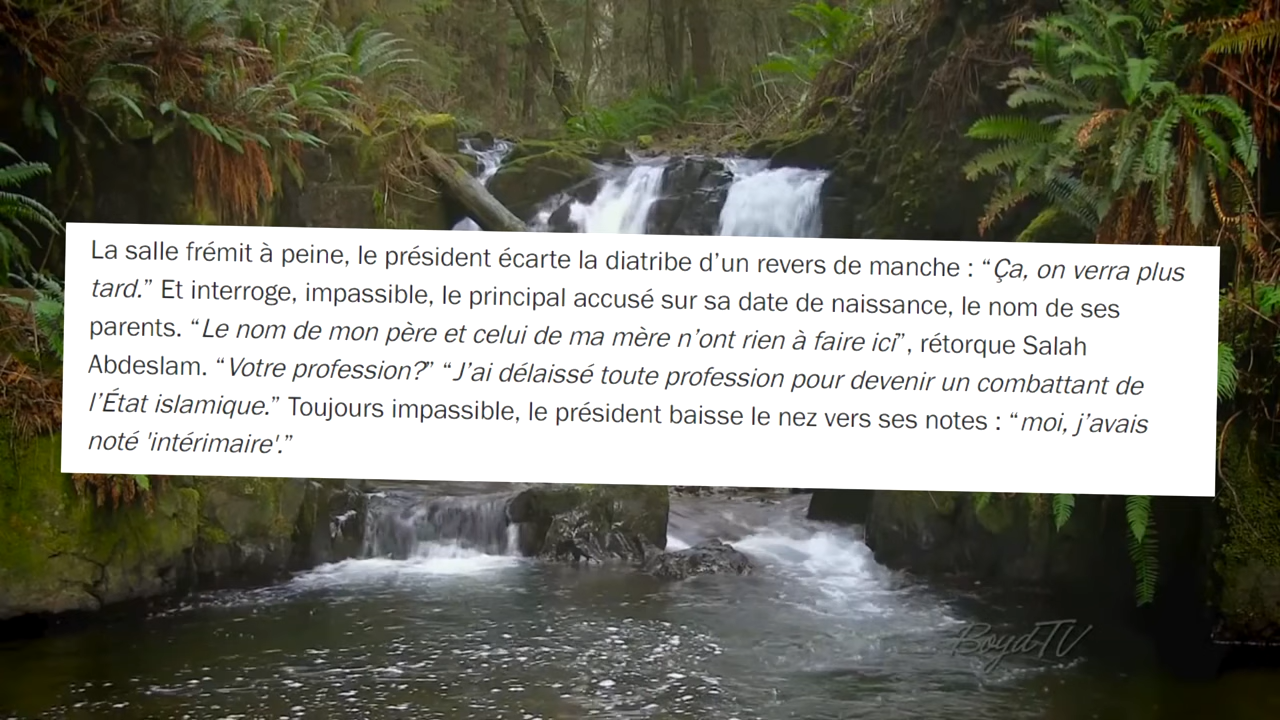 La salle frémit à peine, le président écarte la diatribe d’un revers de manche : “Ça, on verra plus
tard.” Et interroge, impassible, le principal accusé sur sa date de naissance, le nom de ses
parents. “Le nom de mon père et celui de ma mère n’ont rien à faire ici”, rétorque Salah
Abdeslam. “Votre profession?” “J’ai délaissé toute profession pour devenir un combattant de
l’État islamique.” Toujours impassible, le président baisse le nez vers ses notes : “moi, j’avais
noté 'intérimaire'.”
BoydTV